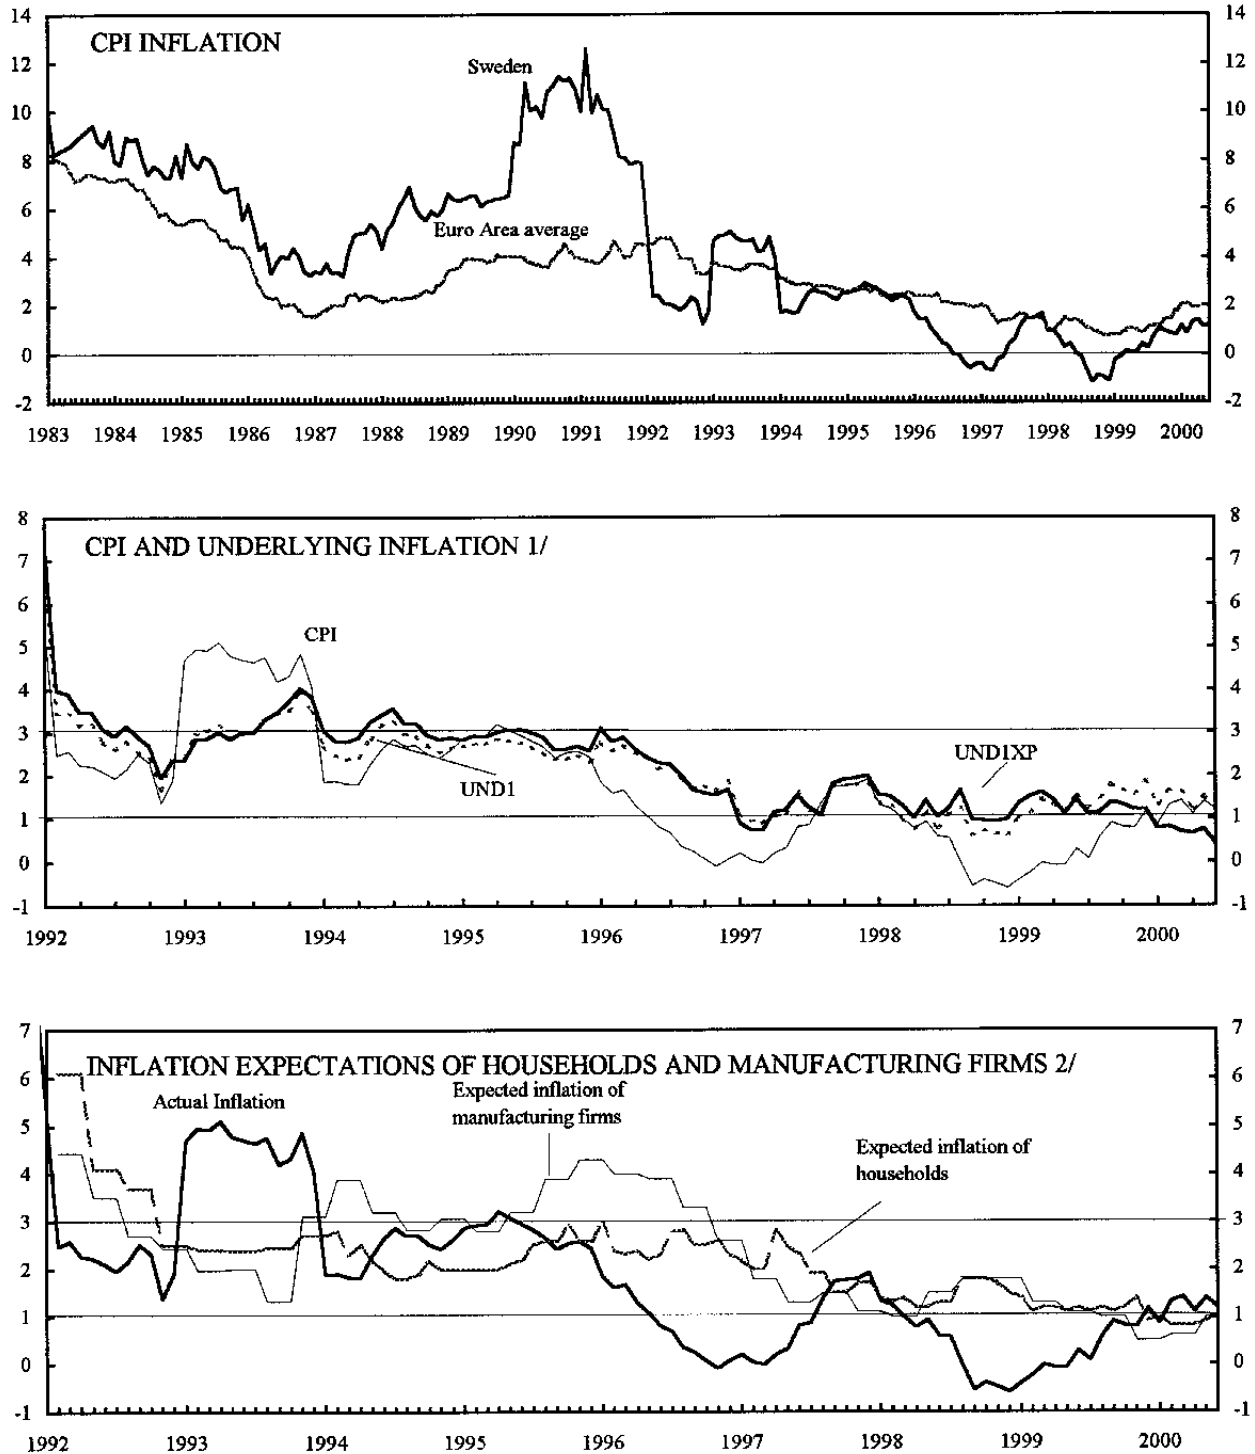 CPI INFLATION
Sweden
Euro Area average
14 14
12 12
10 10
8 8
6 6
4 4
2 2
0 0
-2 -2
1983 1984 1985 1986 1987 1988 1989 1990 1991 1992 1993 1994 1995 1996 1997 1998 1999 2000
CPI AND UNDERLYING INFLATION 1/
CPI
UND1
UND1XP
8 8
7 7
6 6
5 5
4 4
3 3
2 2
1 1
0 0
-1 -1
1992 1993 1994 1995 1996 1997 1998 1999 2000
INFLATION EXPECTATIONS OF HOUSEHOLDS AND MANUFACTURING FIRMS 2/
Actual Inflation
Expected inflation of
manufacturing firms
Expected inflation of
households
7 7
6 6
5 5
4 4
3 3
2 2
1 1
0 0
-1 -1
1992 1993 1994 1995 1996 1997 1998 1999 2000